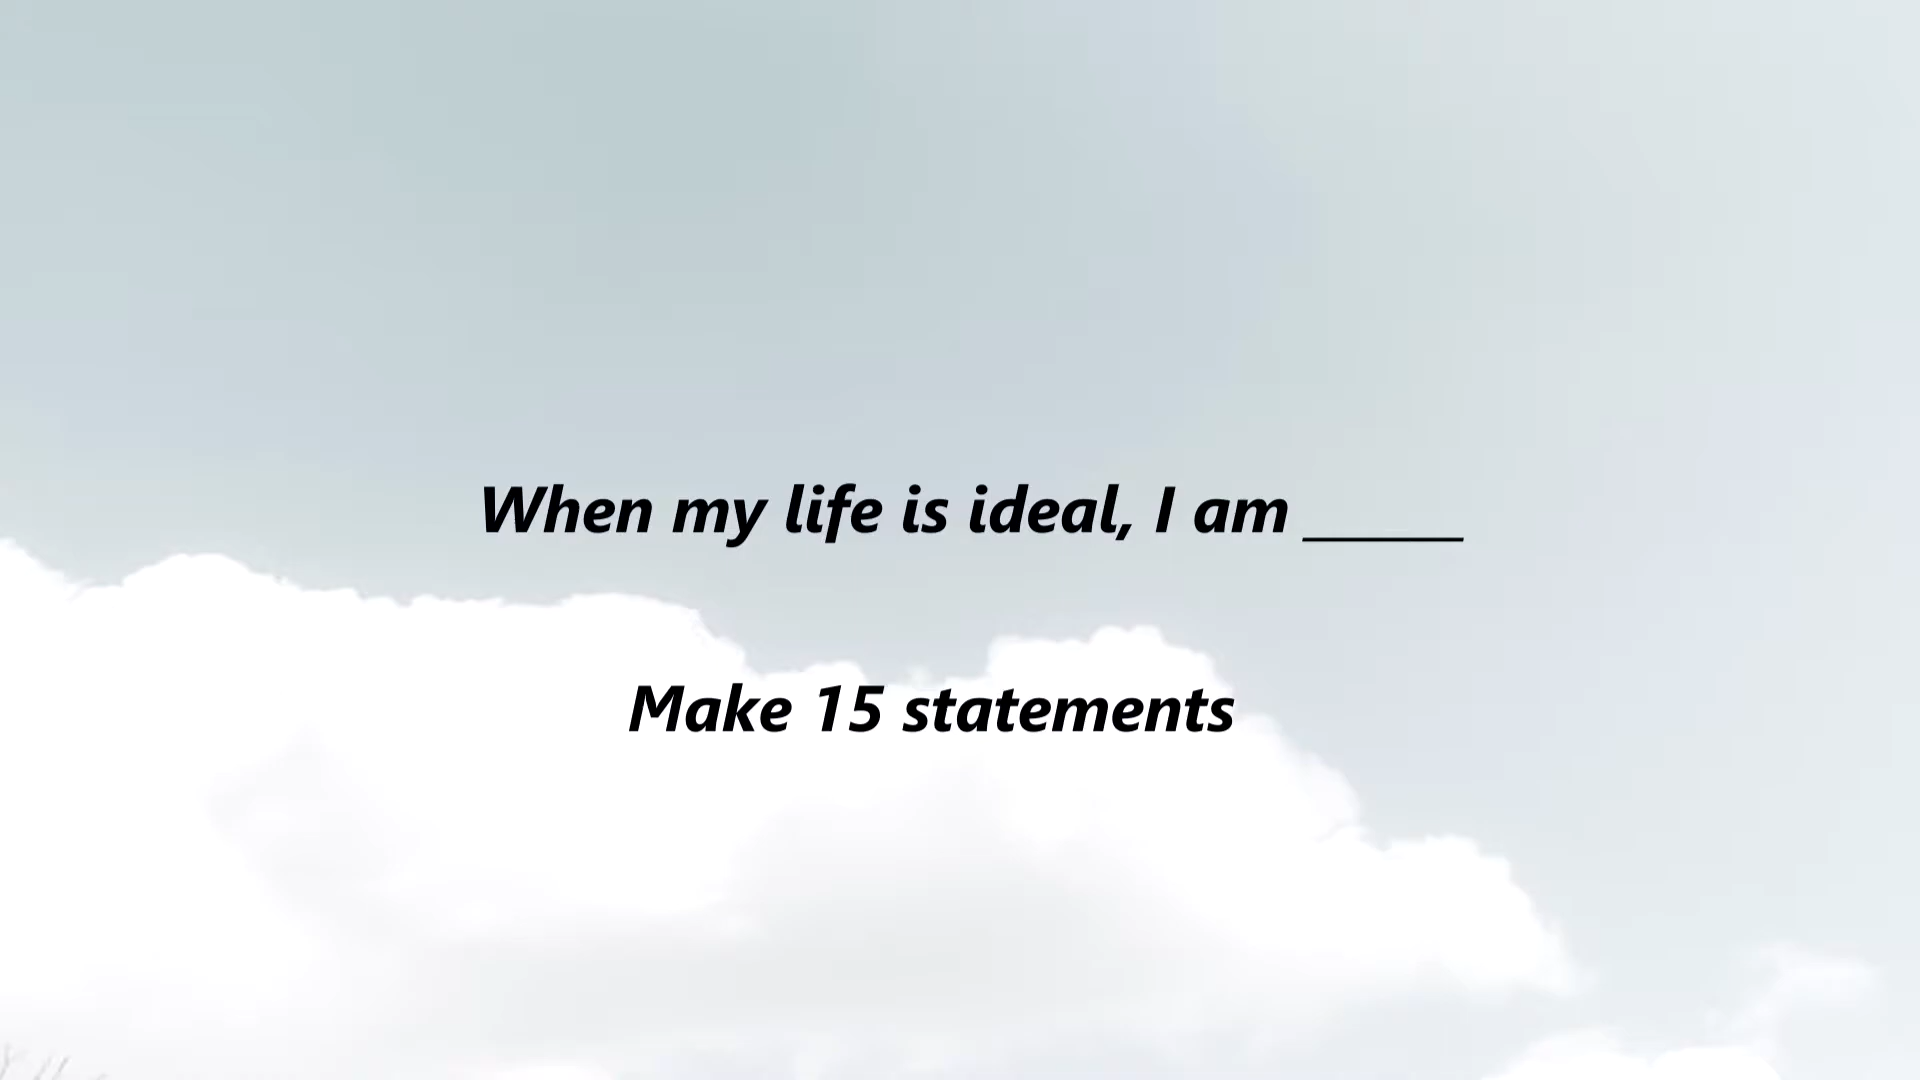 When my life is ideal, I am _____
Make 15 statements